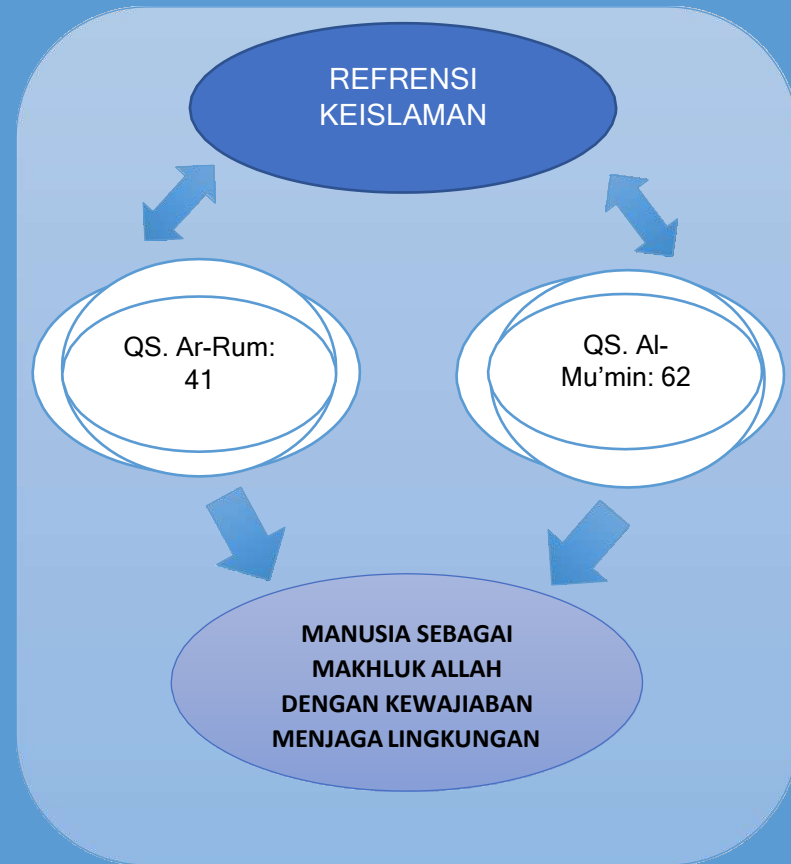 REFRENSI
KEISLAMAN
QS. Ar-Rum:
41
QS. Al-
Mu’min: 62
MANUSIA SEBAGAI
MAKHLUK ALLAH
DENGAN KEWAJIABAN
MENJAGA LINGKUNGAN